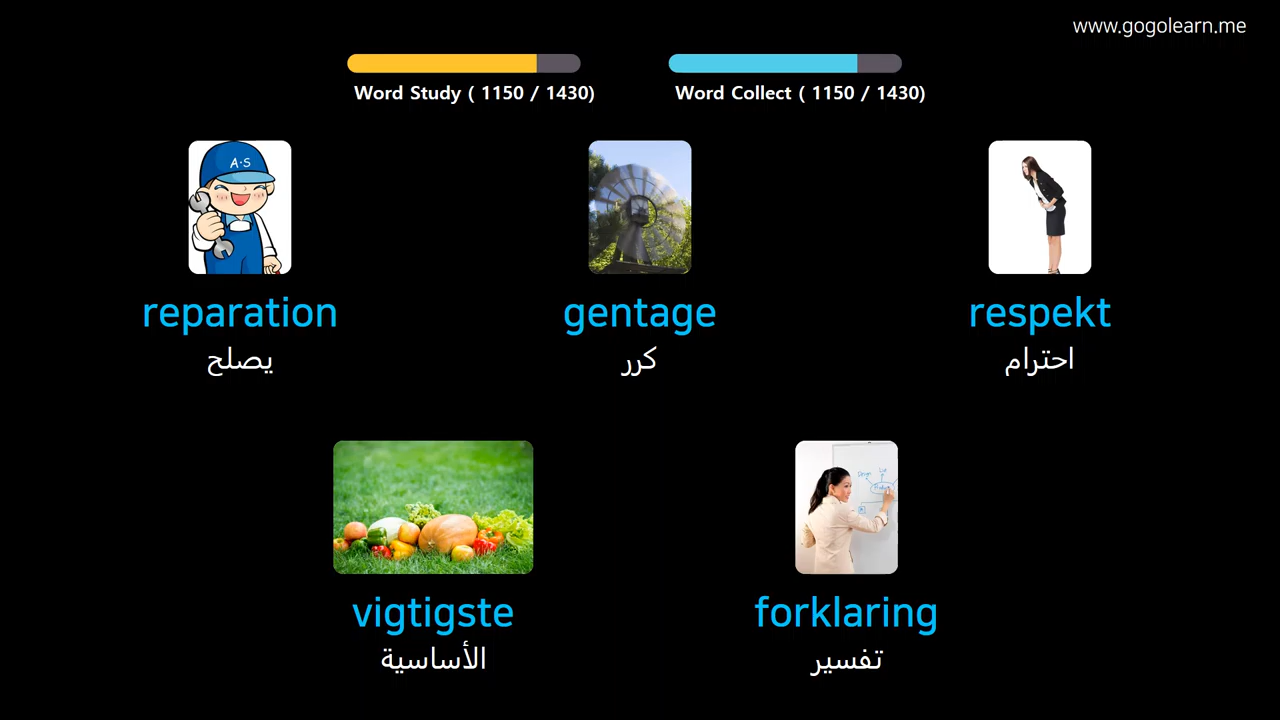 www.gogolearn.me
Word Study ( 1150 / 1430)
Word Collect ( 1150 / 1430)
A·S
reparation
يصلح
gentage
كرر
respekt
احترام
vigtigste
الأساسية
forklaring
تفسير